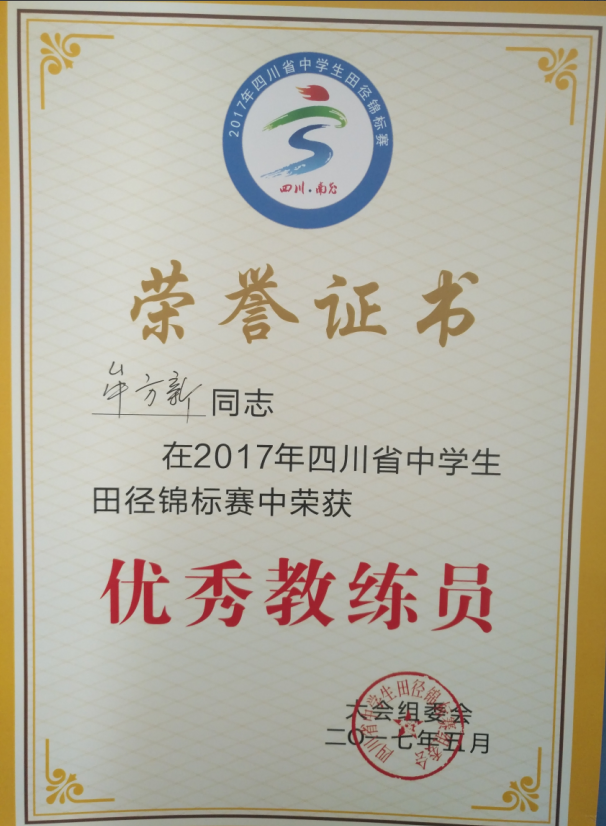 2017年四川省中学生田径锦标赛
四川·南充
荣誉证书
牟方新同志
在2017年四川省中学生
田径锦标赛中荣获
优秀教练员
大会组委会
二〇一七年五月